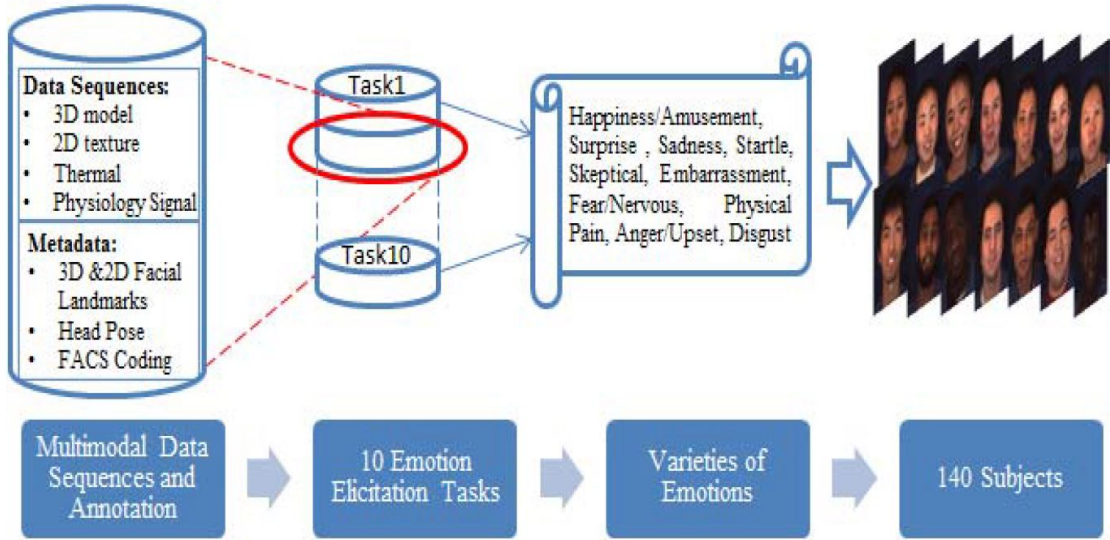 Data Sequences:
• 3D model
• 2D texture
• Thermal
• Physiology Signal
Metadata:
• 3D &2D Facial
Landmarks
• Head Pose
• FACS Coding
Task1
Task10
Happiness/Amusement,
Surprise , Sadness, Startle,
Skeptical, Embarrassment,
Fear/Nervous, Physical
Pain, Anger/Upset, Disgust
Multimodal Data
Sequences and
Annotation
10 Emotion
Elicitation Tasks
Varieties of
Emotions
140 Subjects